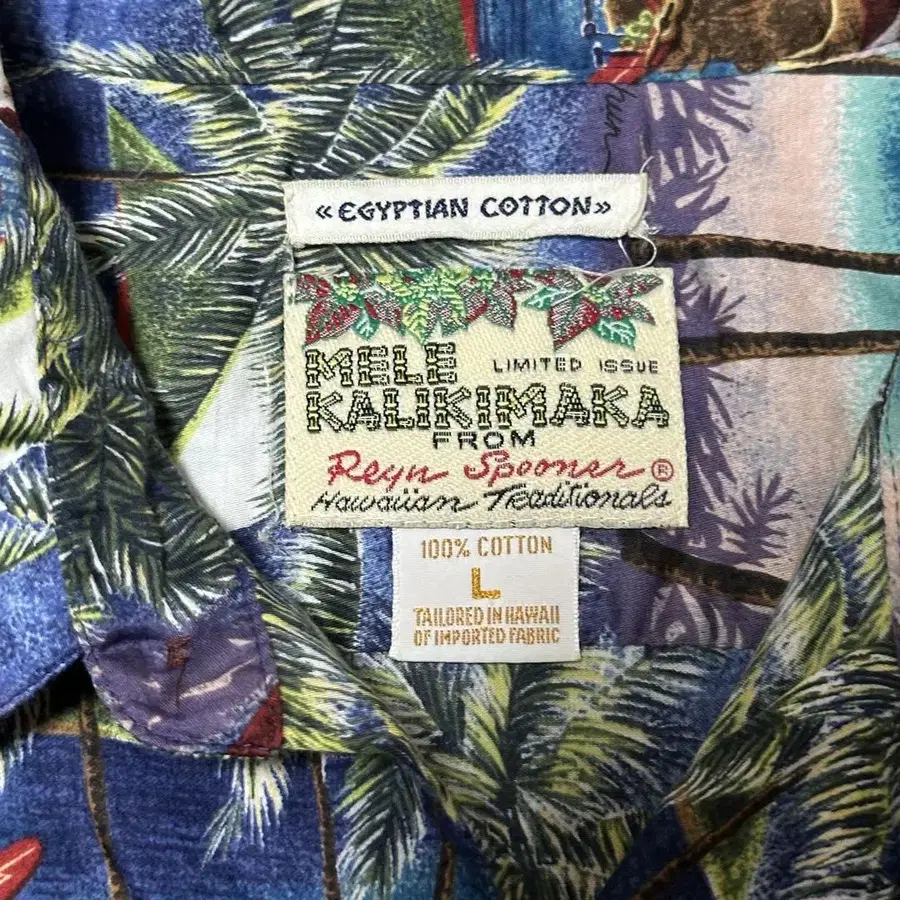 «EGYPTIAN COTTON»
MELE LIMITED ISSUE
KALIKIMAKA
FROM
Reyn Spooner®
Hawaiian Traditionals
100% COTTON
L
TAILORED IN HAWAII
OF IMPORTED FABRIC